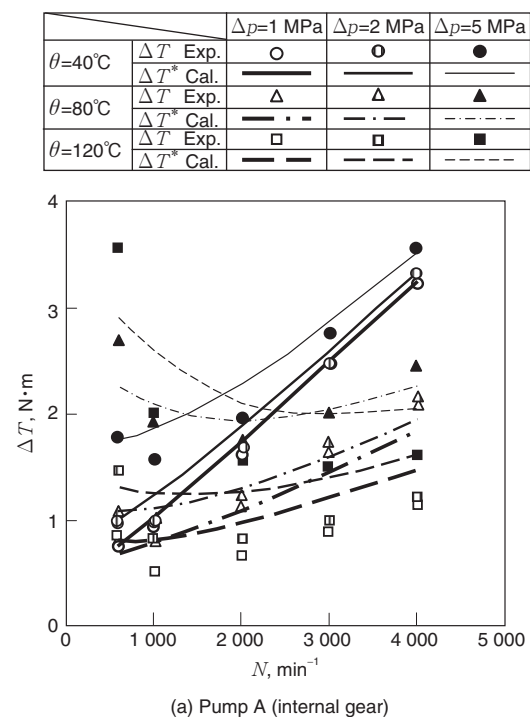 Δp=1 MPa Δp=2 MPa Δp=5 MPa
θ=40℃ ΔT Exp.
ΔT* Cal.
θ=80℃ ΔT Exp.
ΔT* Cal.
θ=120℃ ΔT Exp.
ΔT* Cal.
4
3
2
1
0
ΔT, N·m
0 1 000 2 000 3 000 4 000 5 000
N, min⁻¹
(a) Pump A (internal gear)